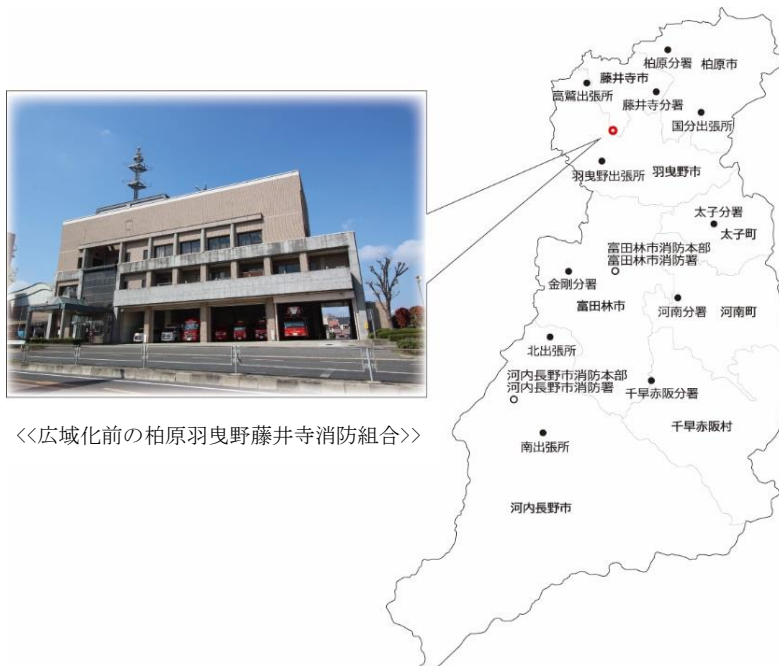 <<広域化前の柏原羽曳野藤井寺消防組合>>
柏原分署
柏原市
藤井寺市
高鷲出張所
藤井寺分署
国分出張所
羽曳野出張所
羽曳野市
太子分署
太子町
富田林市消防本部
富田林市消防署
金剛分署
富田林市
河南分署
河南町
北出張所
河内長野市消防本部
河内長野市消防署
千早赤阪分署
千早赤阪村
南出張所
河内長野市